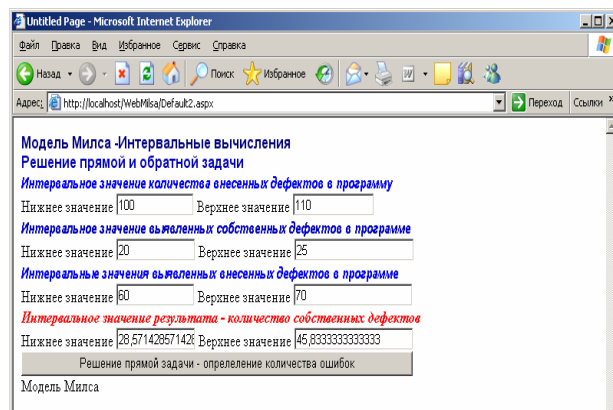 Untitled Page - Microsoft Internet Explorer
Файл Правка Вид Избранное Сервис Справка
Назад Поиск Избранное
Адрес: http://localhost/WebMilsa/Default2.aspx Переход Ссылки »
Модель Милса -Интервальные вычисления
Решение прямой и обратной задачи
Интервальное значение количества внесенных дефектов в программу
Нижнее значение 100 Верхнее значение 110
Интервальное значение выявленных собственных дефектов в программе
Нижнее значение 20 Верхнее значение 25
Интервальные значения выявленных внесенных дефектов в программе
Нижнее значение 60 Верхнее значение 70
Интервальное значение результата - количество собственных дефектов
Нижнее значение 28,571428571428 Верхнее значение 45,8333333333333
Решение прямой задачи - опрелеление количества ошибок
Модель Милса